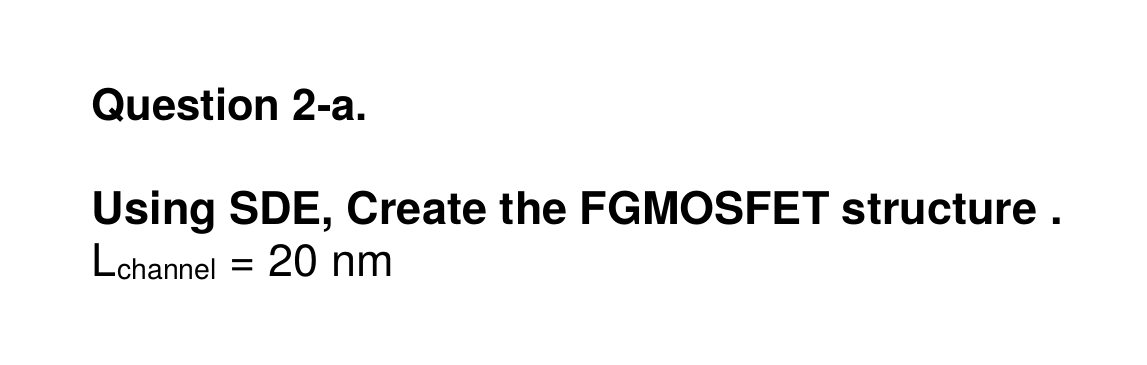 Question 2-a.
Using SDE, Create the FGMOSFET structure .
Lchannel = 20 nm